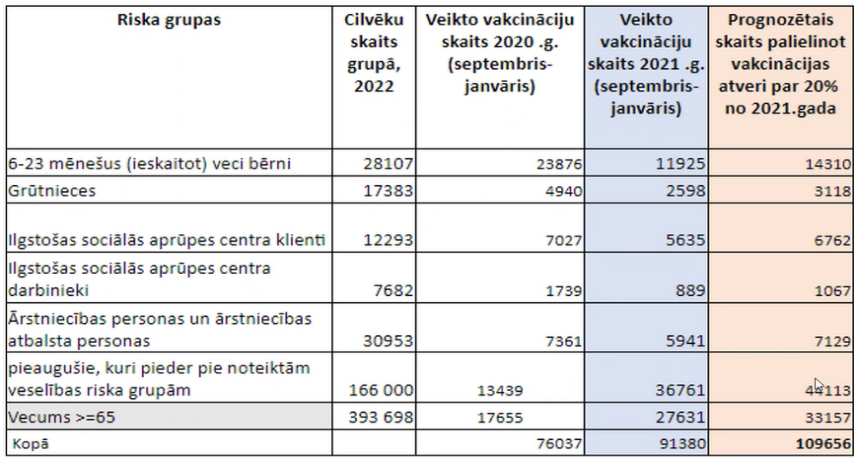 Riska grupas | Cilvēku skaits grupā, 2022 | Veikto vakcināciju skaits 2020 .g. (septembris-janvāris) | Veikto vakcināciju skaits 2021 .g. (septembris-janvāris) | Prognozētais skaits palielinot vakcinācijas atveri par 20% no 2021.gada
6-23 mēnešus (ieskaitot) veci bērni | 28107 | 23876 | 11925 | 14310
Grūtnieces | 17383 | 4940 | 2598 | 3118
Ilgstošas sociālās aprūpes centra klienti | 12293 | 7027 | 5635 | 6762
Ilgstošas sociālās aprūpes centra darbinieki | 7682 | 1739 | 889 | 1067
Ārstniecības personas un ārstniecības atbalsta personas | 30953 | 7361 | 5941 | 7129
pieaugušie, kuri pieder pie noteiktām veselības riska grupām | 166 000 | 13439 | 36761 | 44113
Vecums >=65 | 393 698 | 17655 | 27631 | 33157
Kopā | 76037 | 91380 | 109656